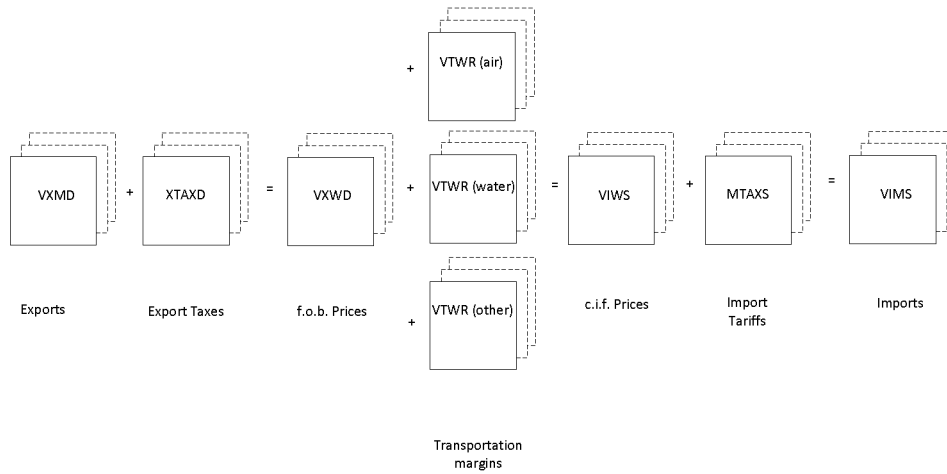 +
VTWR (air)
VXMD
+
XTAXD
=
VXWD
+
VTWR (water)
=
VIWS
+
MTAXS
=
VIMS
+
VTWR (other)
Exports
Export Taxes
f.o.b. Prices
c.i.f. Prices
Import
Tariffs
Imports
Transportation
margins